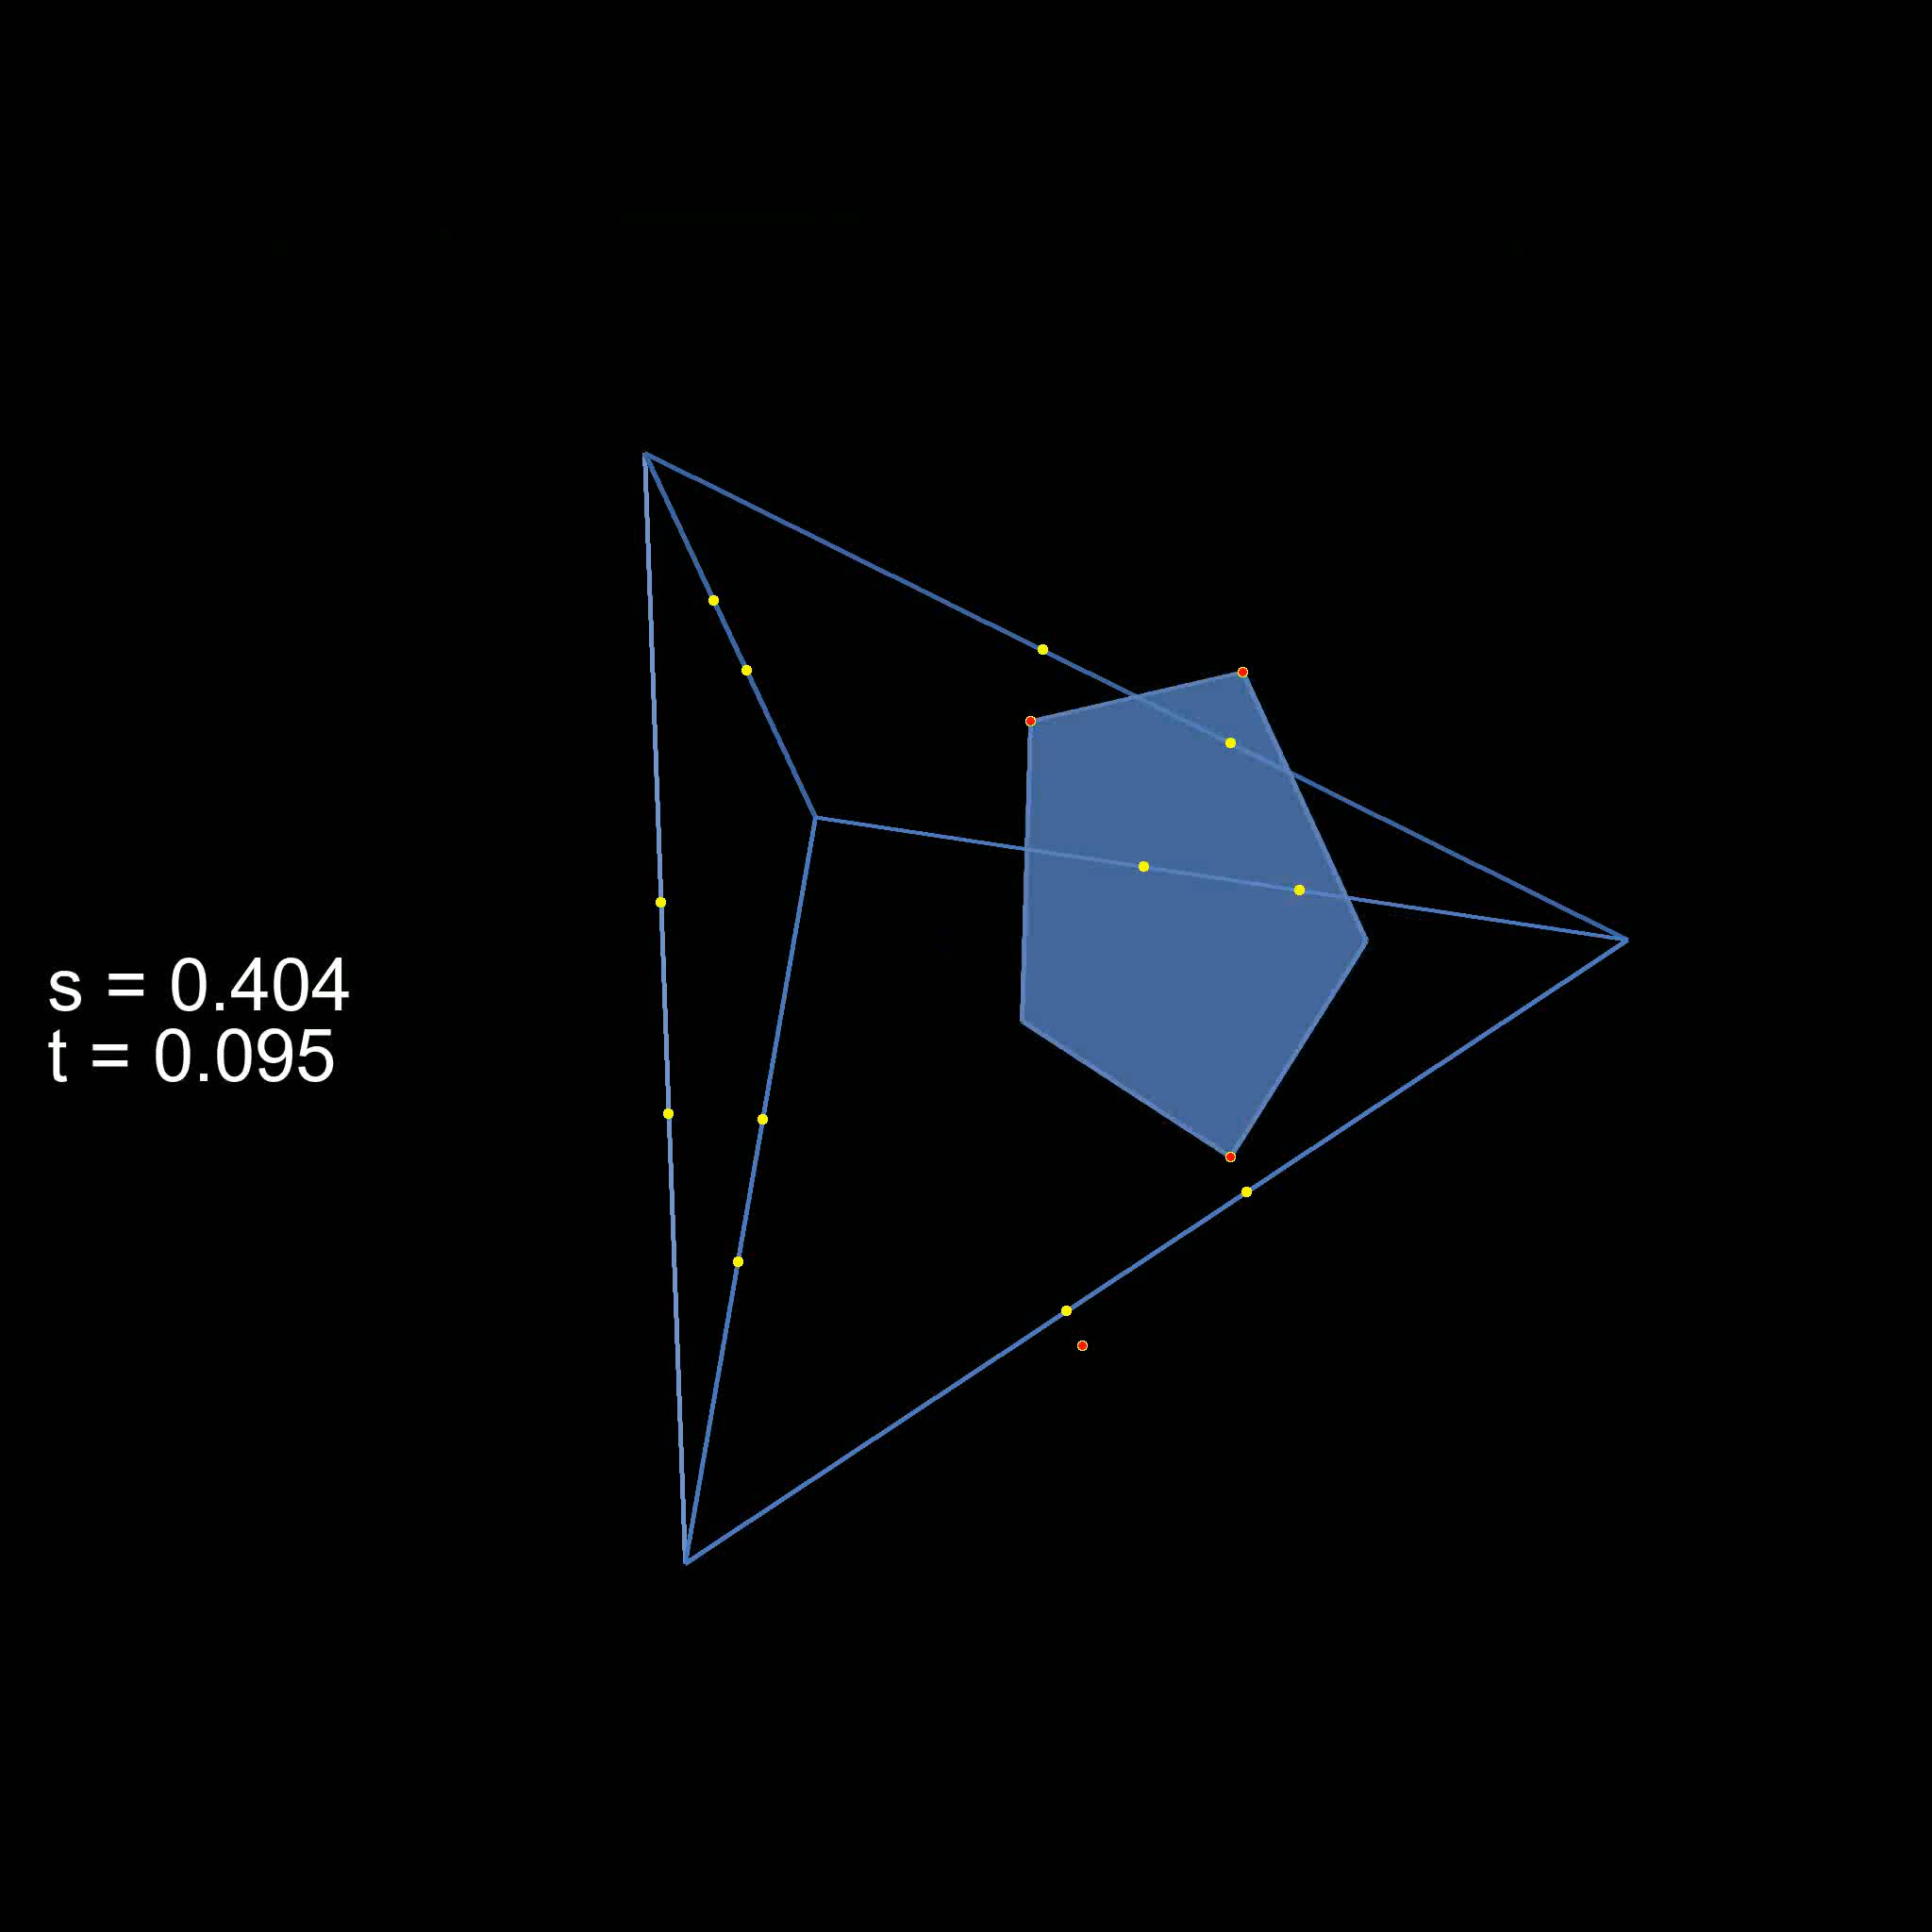 s = 0.404
t = 0.095